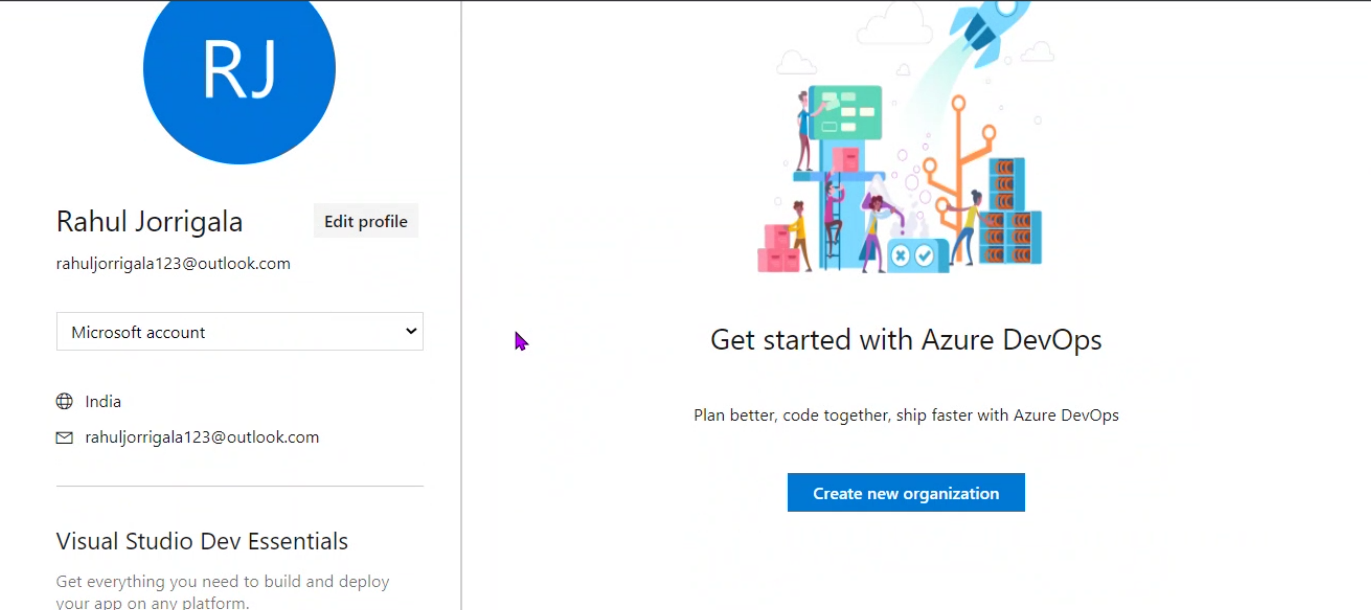 RJ
Rahul Jorrigala
Edit profile
rahuljorrigala123@outlook.com
Microsoft account
India
rahuljorrigala123@outlook.com
Visual Studio Dev Essentials
Get everything you need to build and deploy
your app on any platform.
Get started with Azure DevOps
Plan better, code together, ship faster with Azure DevOps
Create new organization